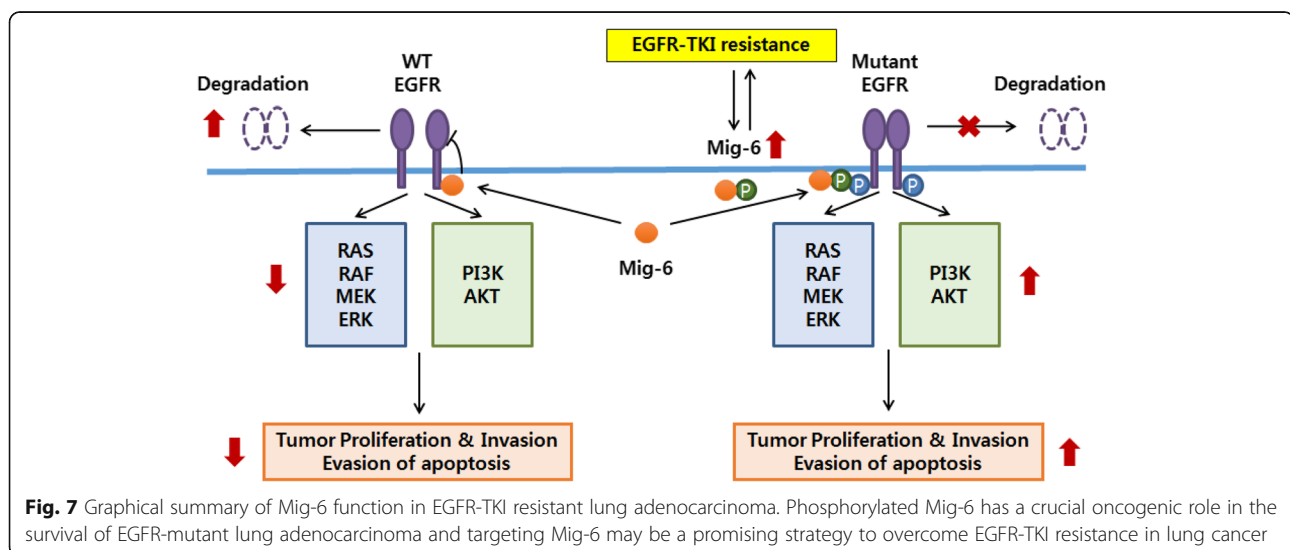 EGFR-TKI resistance
WT
EGFR
Mutant
EGFR
Degradation
Degradation
Mig-6
P
P
P
P
Mig-6
RAS
RAF
MEK
ERK
PI3K
AKT
RAS
RAF
MEK
ERK
PI3K
AKT
Tumor Proliferation & Invasion
Evasion of apoptosis
Tumor Proliferation & Invasion
Evasion of apoptosis
Fig. 7 Graphical summary of Mig-6 function in EGFR-TKI resistant lung adenocarcinoma. Phosphorylated Mig-6 has a crucial oncogenic role in the
survival of EGFR-mutant lung adenocarcinoma and targeting Mig-6 may be a promising strategy to overcome EGFR-TKI resistance in lung cancer